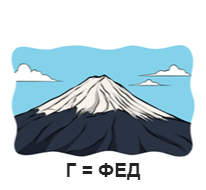 Г = ФЕД